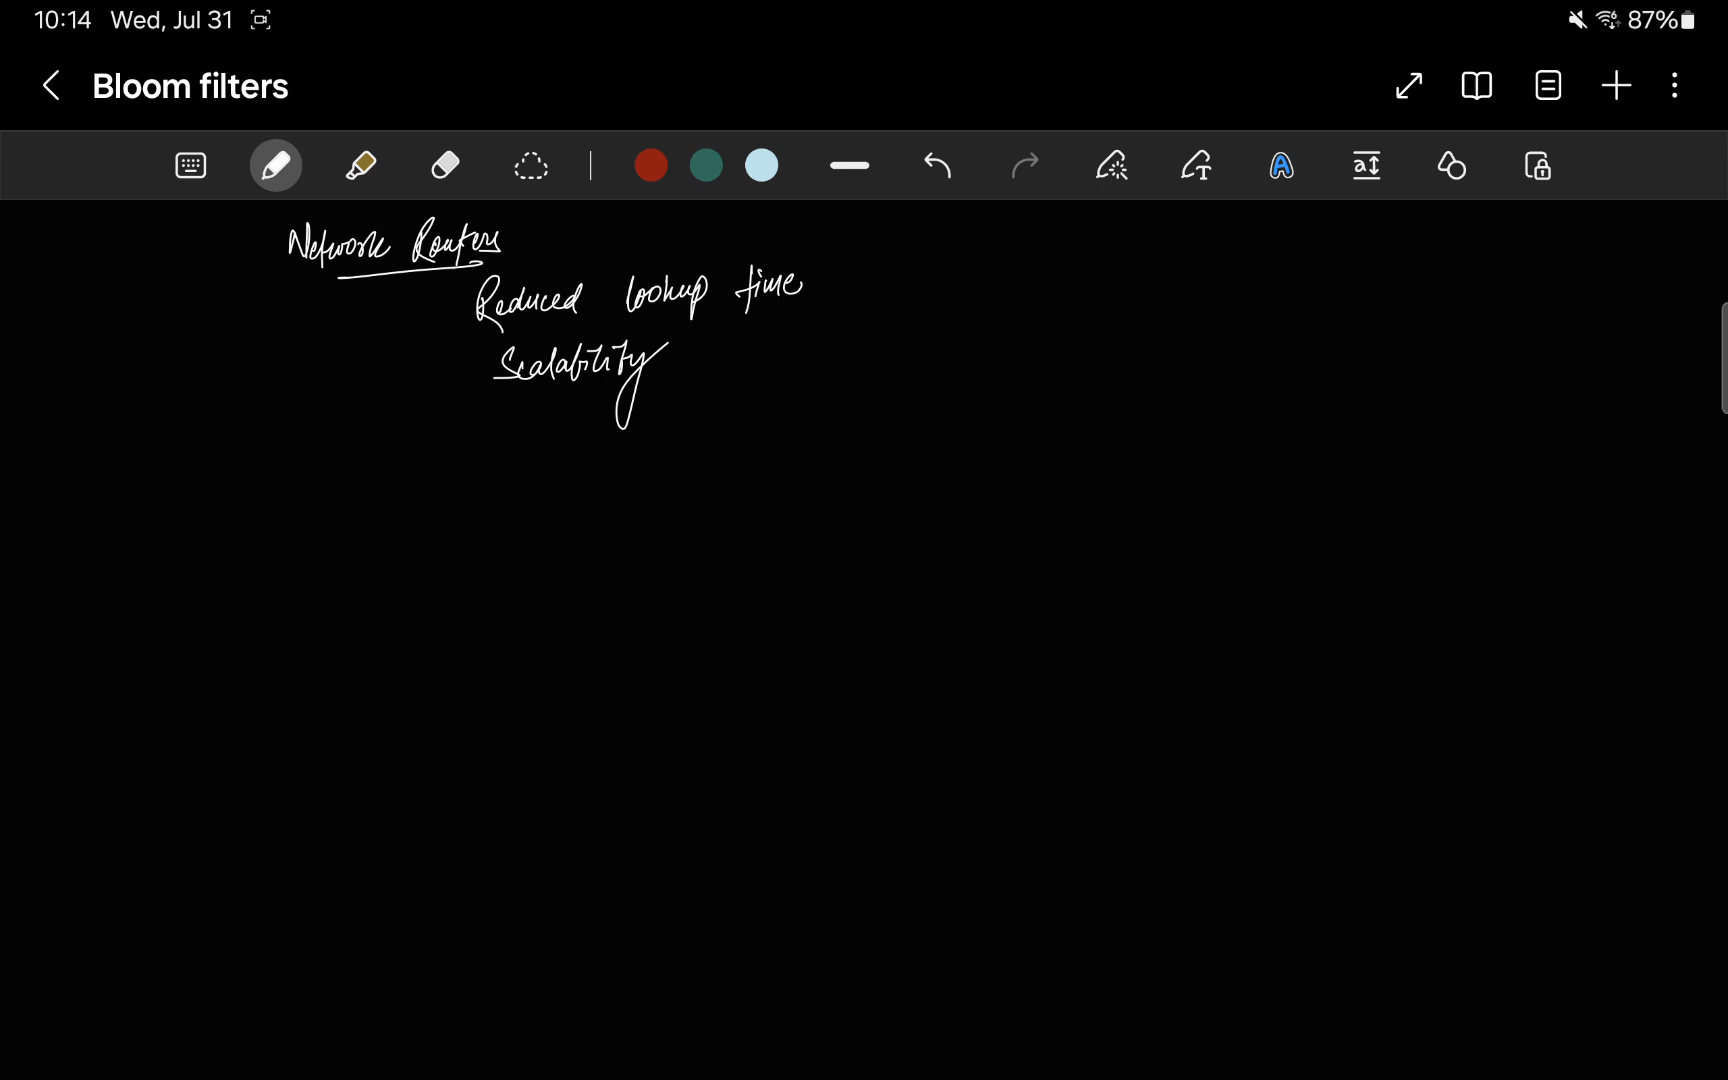 10:14 Wed, Jul 31 87%
Bloom filters
Network Routers
Reduced lookup time
Scalability